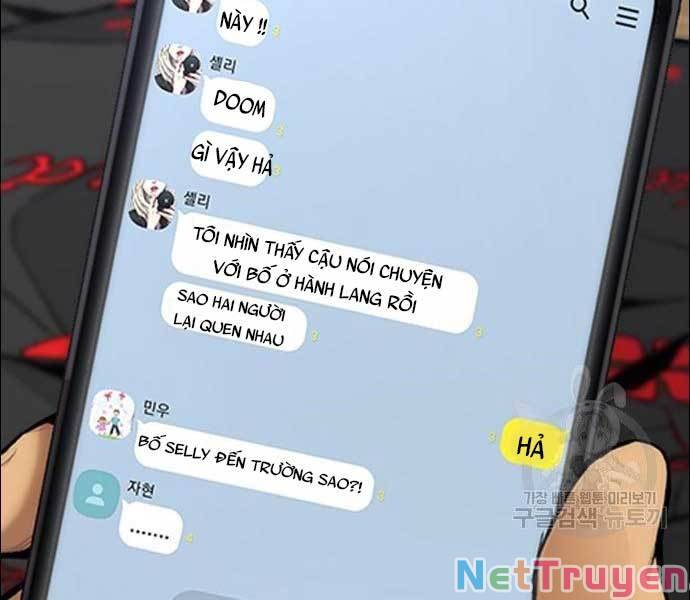 NÀY !!
3
셀리
DOOM
3
GÌ VẬY HẢ
3
셀리
TÔI NHÌN THẤY CẬU NÓI CHUYỆN
VỚI BỐ Ở HÀNH LANG RỒI
3
SAO HAI NGƯỜI
LẠI QUEN NHAU
3
민우
3
HẢ
BỐ SELLY ĐẾN TRƯỜNG SAO?!
3
자현
.......
4
가장 빠른 웹툰 미리보기
구글검색 뉴토끼
NetTruyen